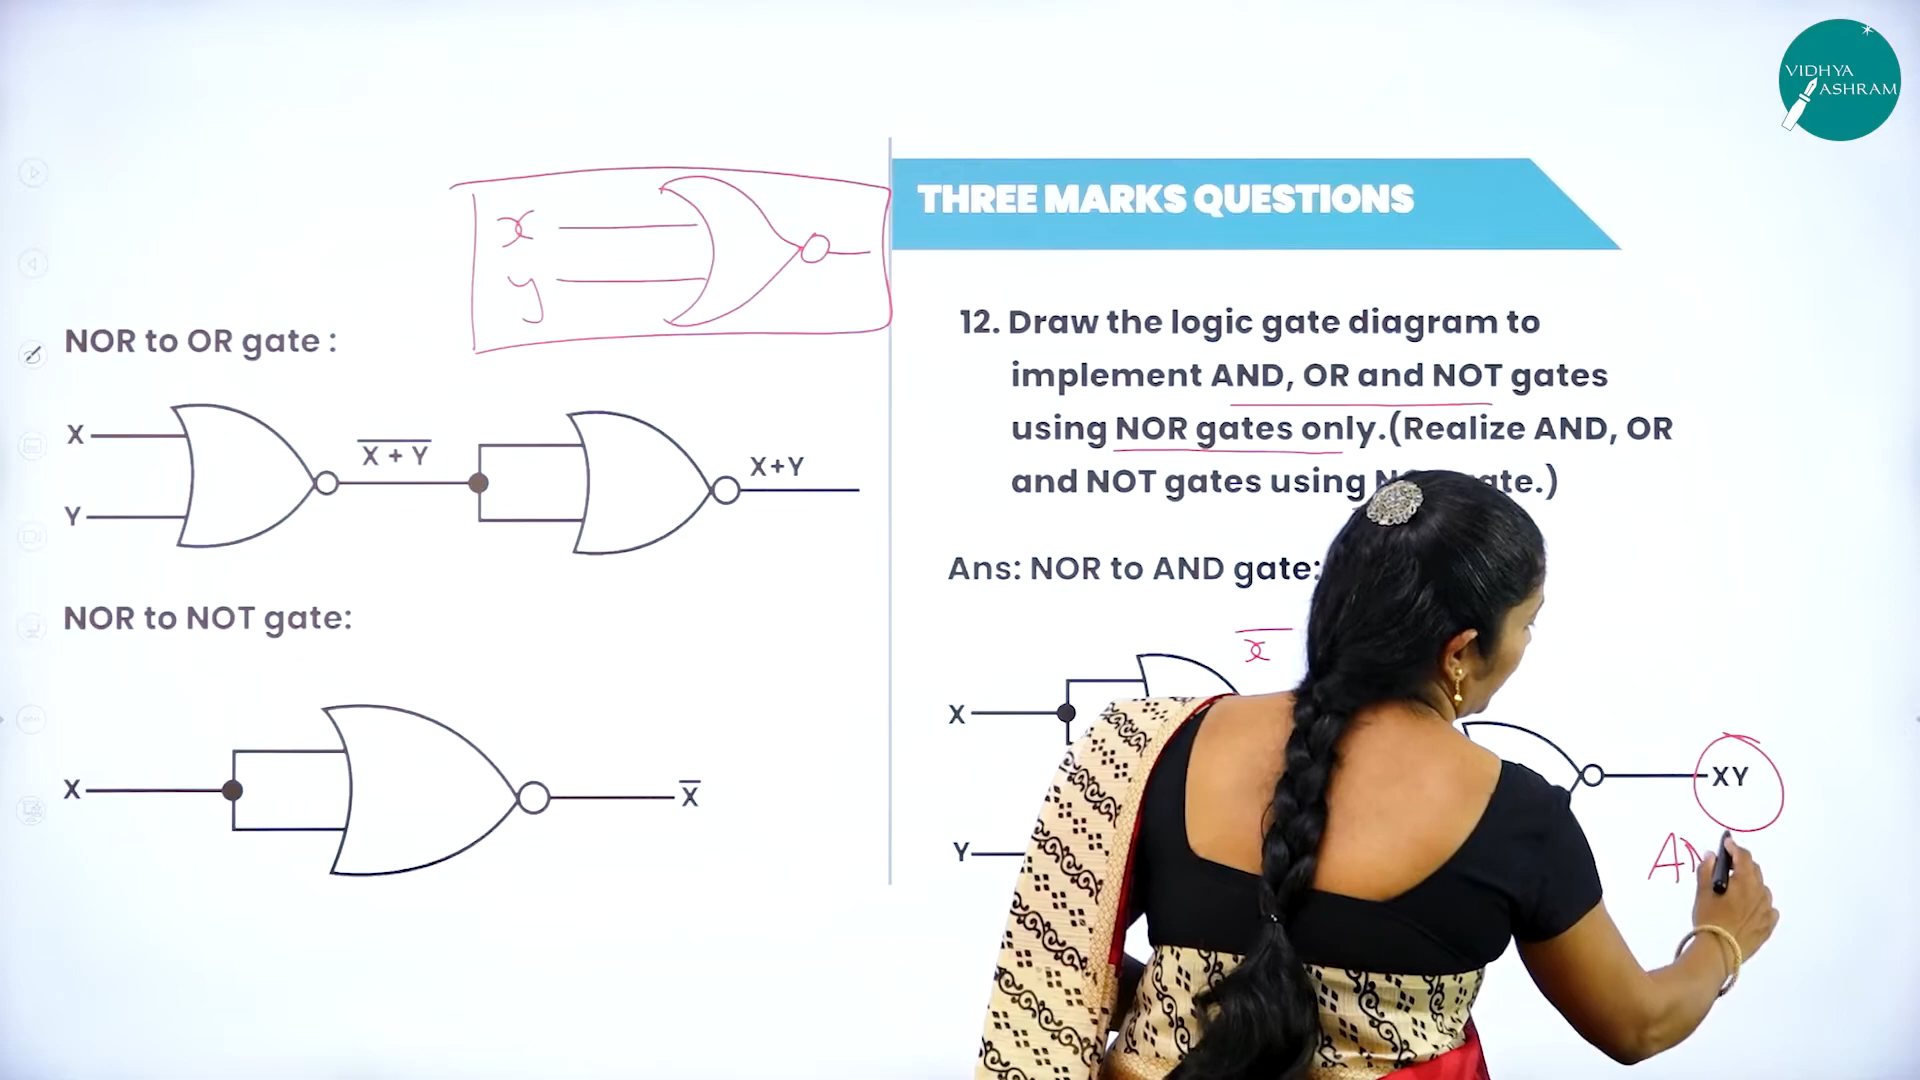 VIDHYA
ASHRAM
x
y
NOR to OR gate :
X
Y
X + Y
X+Y
NOR to NOT gate:
X
X̅
THREE MARKS QUESTIONS
12. Draw the logic gate diagram to
implement AND, OR and NOT gates
using NOR gates only.(Realize AND, OR
and NOT gates using
Ans: NOR to AND gate:
x̅
X
Y
XY